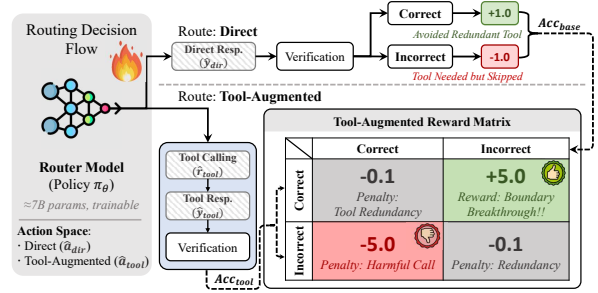 Routing Decision
Flow
Router Model
(Policy πθ)
≈7B params, trainable
Action Space:
· Direct (âdir)
· Tool-Augmented (âtool)
Route: Direct
Direct Resp.
(ŷdir)
Verification
Correct
+1.0
Avoided Redundant Tool
Incorrect
-1.0
Tool Needed but Skipped
Accbase
Route: Tool-Augmented
Tool Calling
(r̂tool)
Tool Resp.
(ŷtool)
Verification
Acctool
Tool-Augmented Reward Matrix
Correct
Incorrect
Correct
-0.1
Penalty:
Tool Redundancy
+5.0
Reward: Boundary
Breakthrough!!
Incorrect
-5.0
Penalty: Harmful Call
-0.1
Penalty: Redundancy